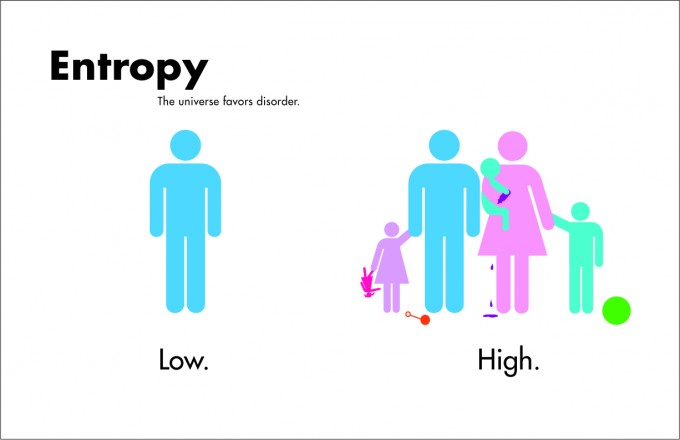 Entropy
The universe favors disorder.
Low.
High.